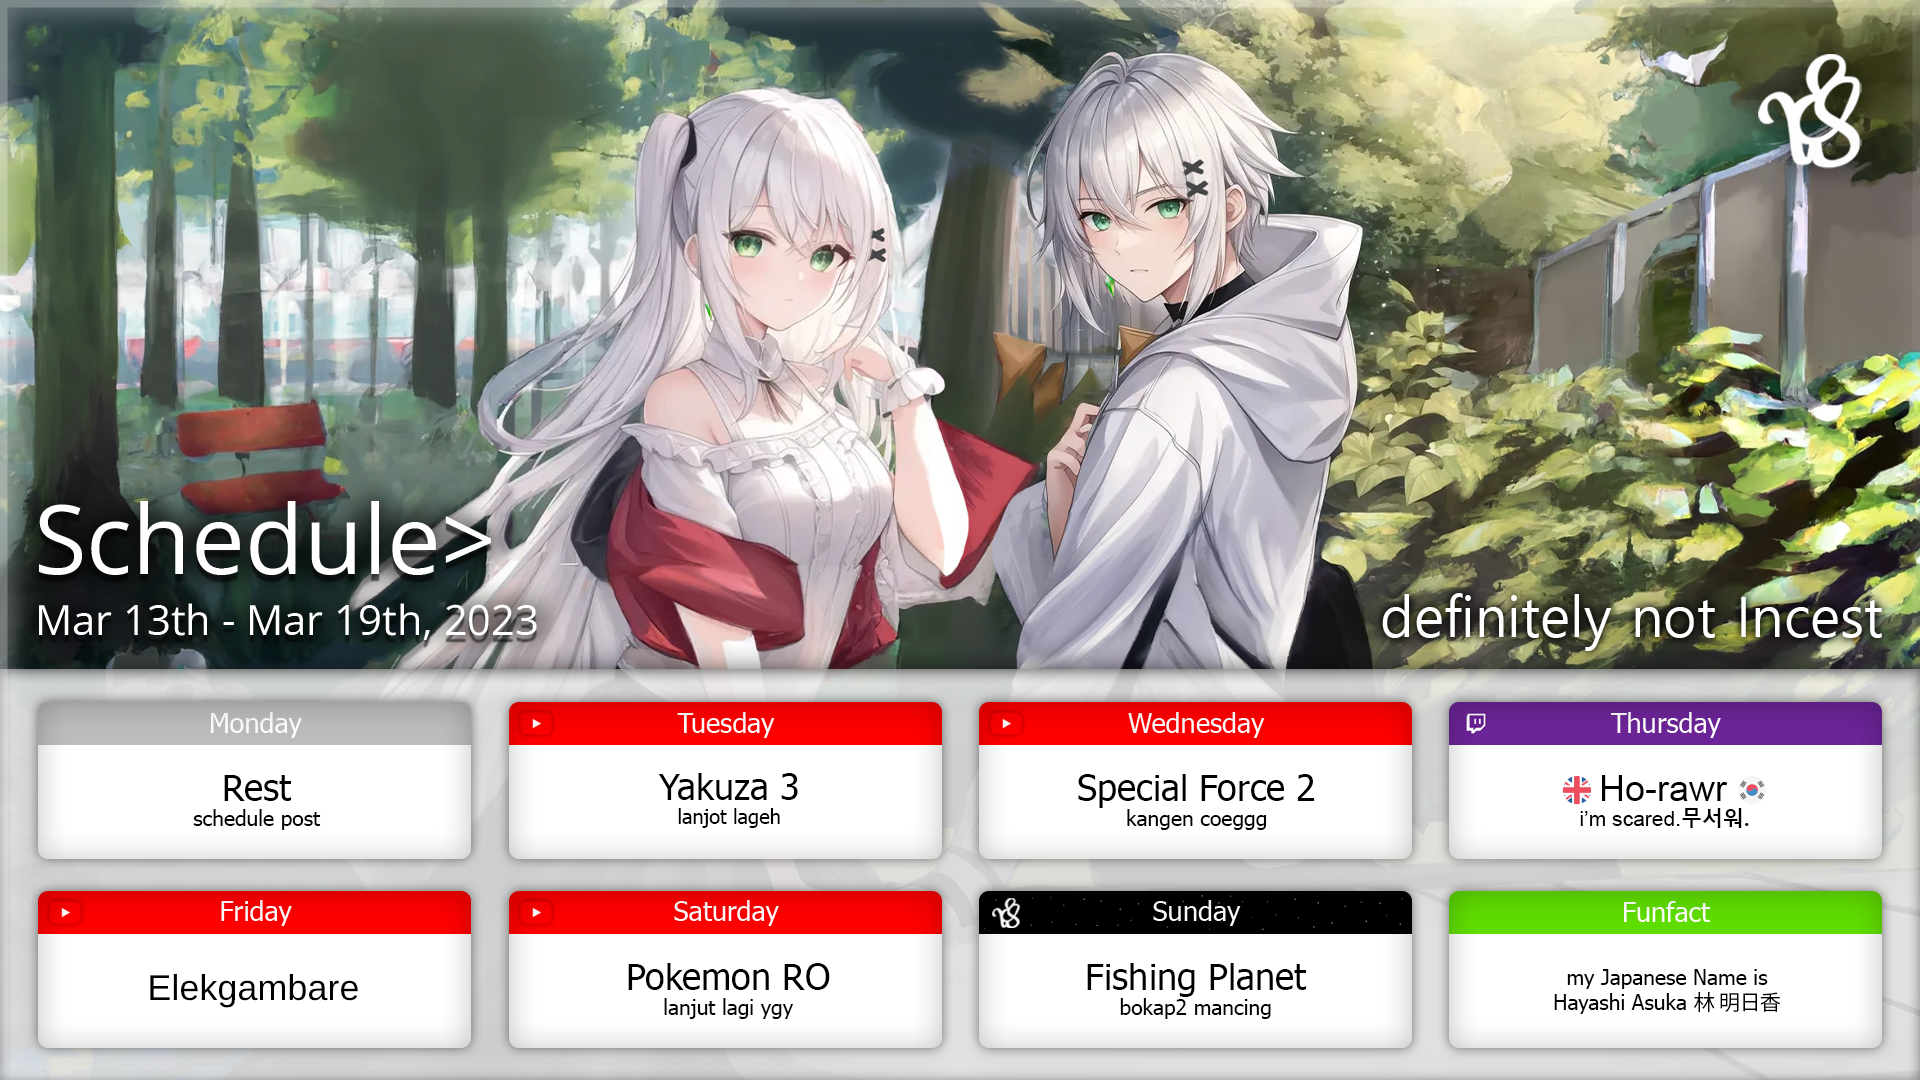 Schedule>
Mar 13th - Mar 19th, 2023
definitely not Incest
Monday
Rest
schedule post
Tuesday
Yakuza 3
lanjot lageh
Wednesday
Special Force 2
kangen coeggg
Thursday
Ho-rawr
i'm scared.무서워.
Friday
Elekgambare
Saturday
Pokemon RO
lanjut lagi ygy
Sunday
Fishing Planet
bokap2 mancing
Funfact
my Japanese Name is
Hayashi Asuka 林 明日香